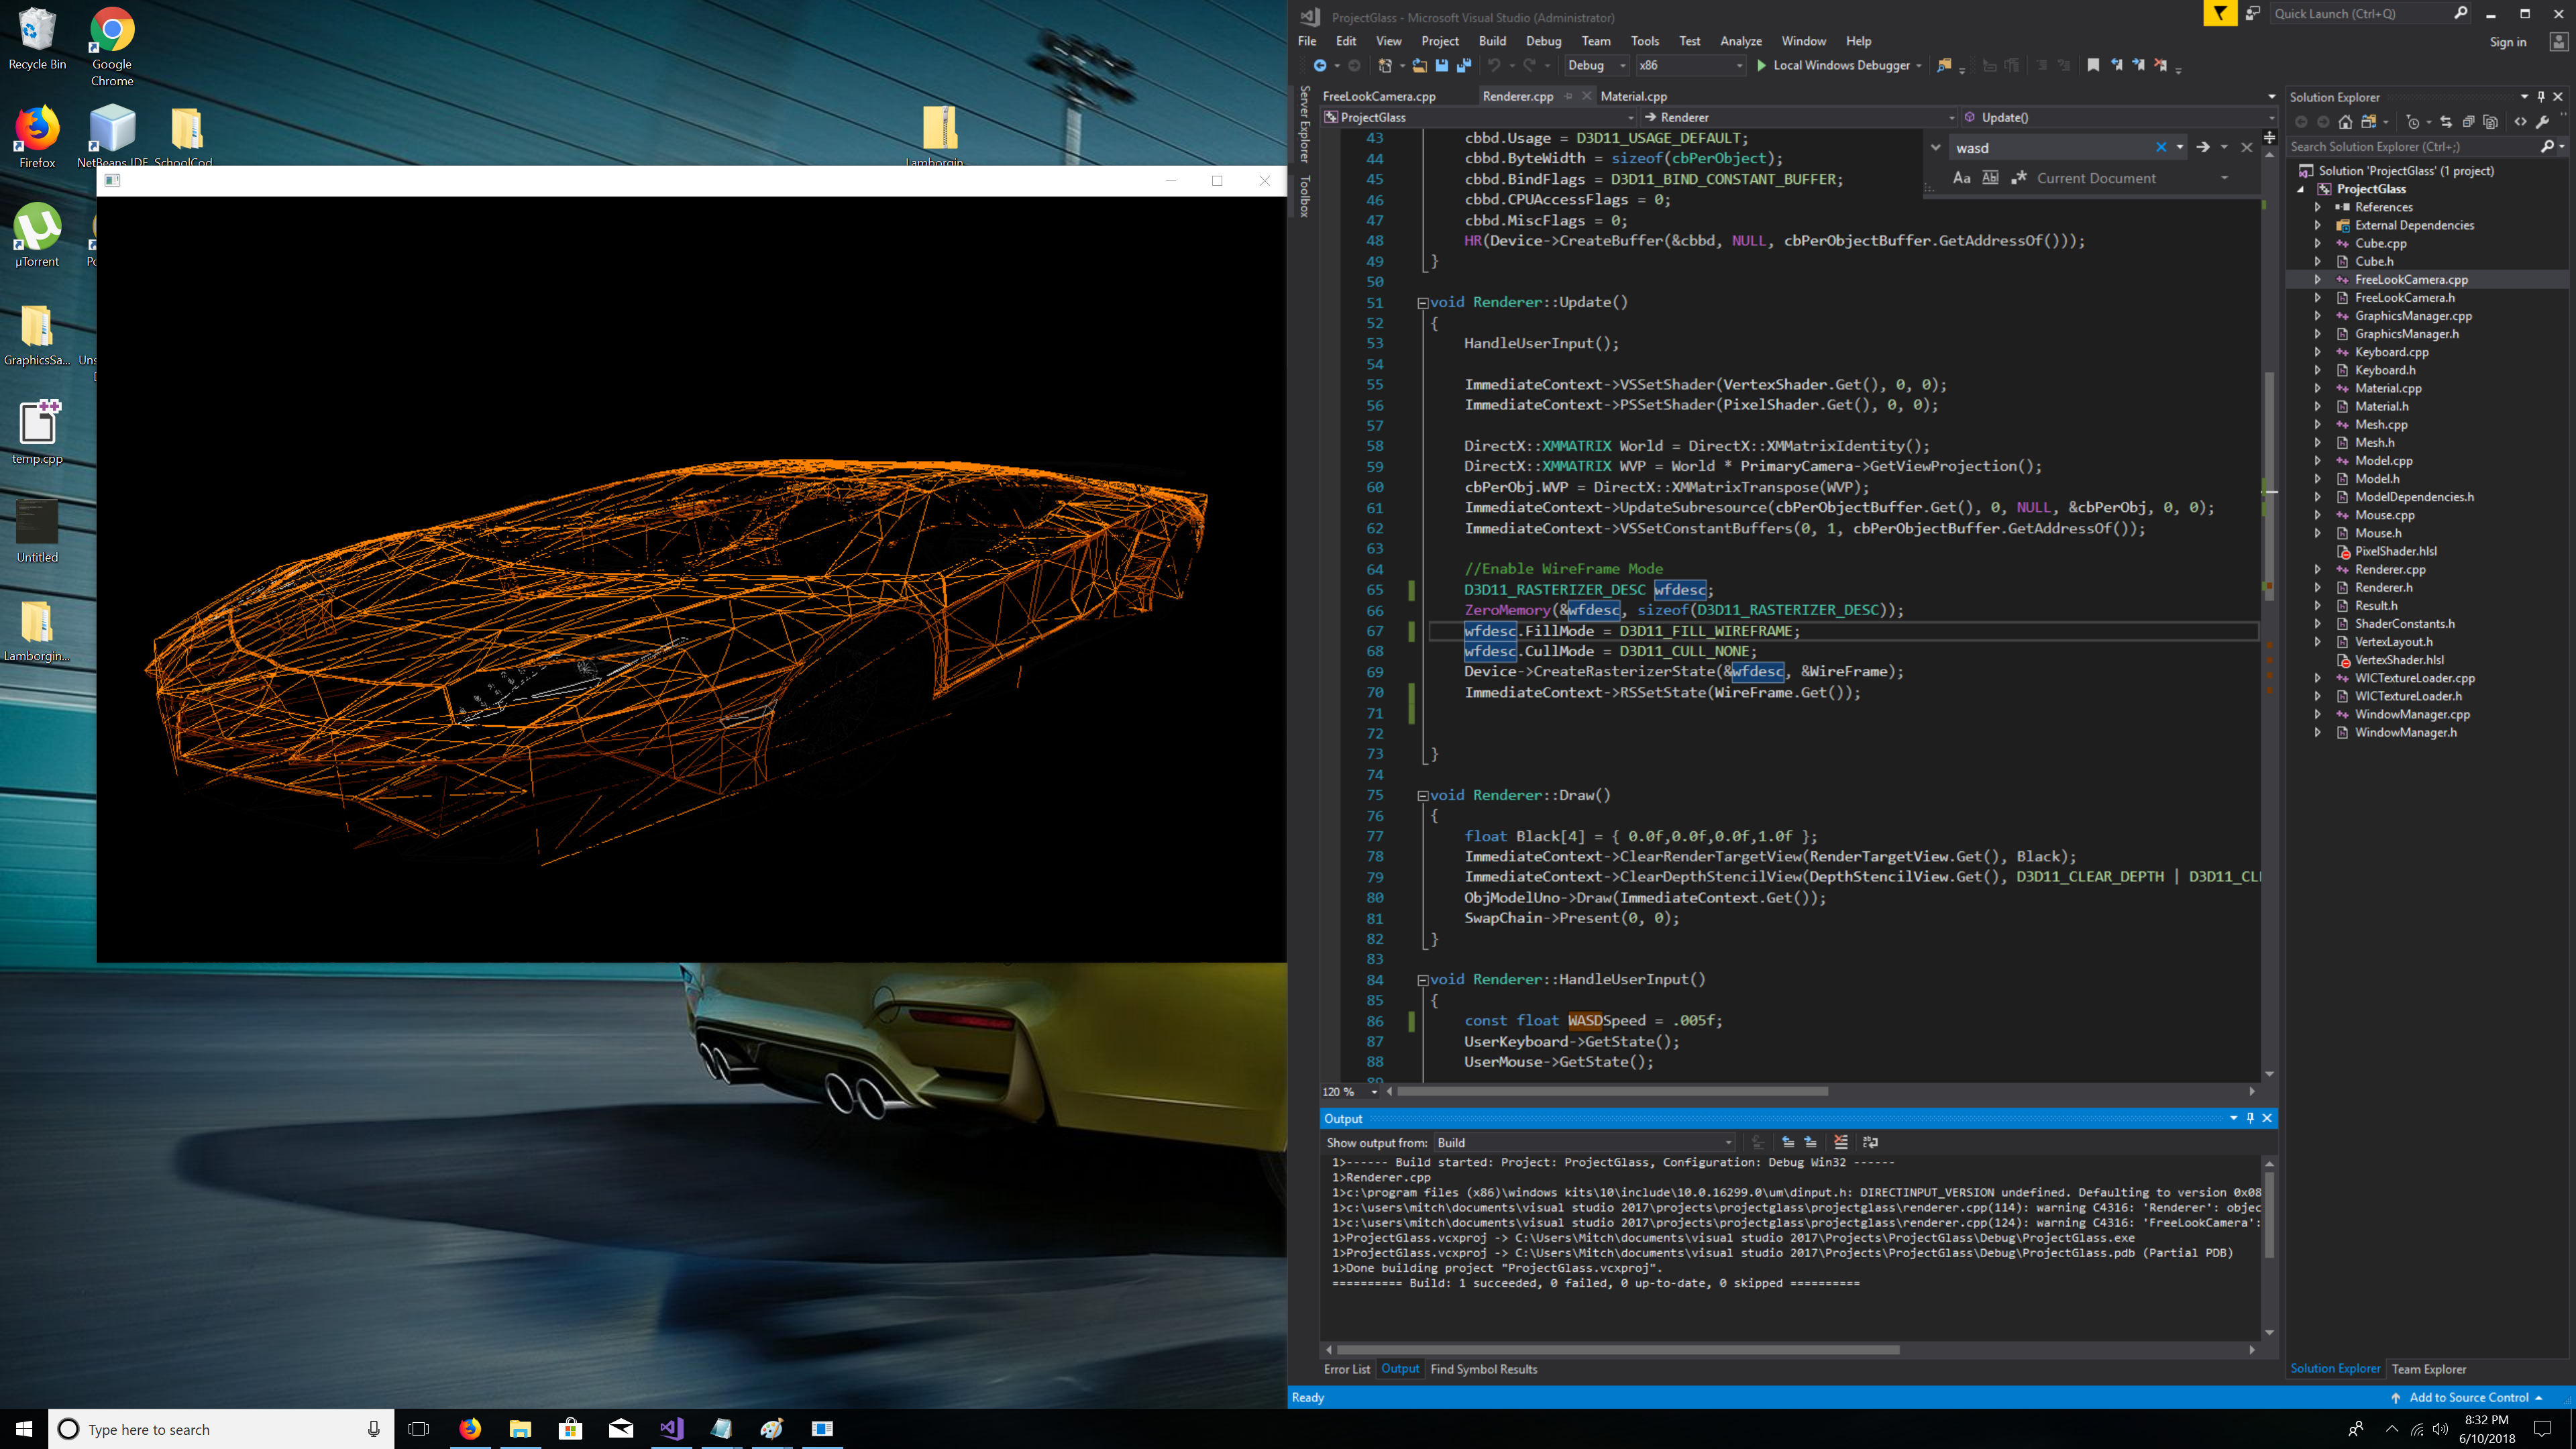 Recycle Bin
Google Chrome
Firefox
NetBeans IDE
SchoolCod
Lamborgin
µTorrent
GraphicsSa...
temp.cpp
Untitled
Lamborgin...
ProjectGlass - Microsoft Visual Studio (Administrator)
Quick Launch (Ctrl+Q)
File Edit View Project Build Debug Team Tools Test Analyze Window Help
Sign in
Debug x86 Local Windows Debugger
Server Explorer
Toolbox
FreeLookCamera.cpp Renderer.cpp Material.cpp
ProjectGlass Renderer Update()
wasd
Aa Current Document
43 cbbd.Usage = D3D11_USAGE_DEFAULT;
44 cbbd.ByteWidth = sizeof(cbPerObject);
45 cbbd.BindFlags = D3D11_BIND_CONSTANT_BUFFER;
46 cbbd.CPUAccessFlags = 0;
47 cbbd.MiscFlags = 0;
48 HR(Device->CreateBuffer(&cbbd, NULL, cbPerObjectBuffer.GetAddressOf()));
49 }
50
51 void Renderer::Update()
52 {
53 HandleUserInput();
54
55 ImmediateContext->VSSetShader(VertexShader.Get(), 0, 0);
56 ImmediateContext->PSSetShader(PixelShader.Get(), 0, 0);
57
58 DirectX::XMMATRIX World = DirectX::XMMatrixIdentity();
59 DirectX::XMMATRIX WVP = World * PrimaryCamera->GetViewProjection();
60 cbPerObj.WVP = DirectX::XMMatrixTranspose(WVP);
61 ImmediateContext->UpdateSubresource(cbPerObjectBuffer.Get(), 0, NULL, &cbPerObj, 0, 0);
62 ImmediateContext->VSSetConstantBuffers(0, 1, cbPerObjectBuffer.GetAddressOf());
63
64 //Enable WireFrame Mode
65 D3D11_RASTERIZER_DESC wfdesc;
66 ZeroMemory(&wfdesc, sizeof(D3D11_RASTERIZER_DESC));
67 wfdesc.FillMode = D3D11_FILL_WIREFRAME;
68 wfdesc.CullMode = D3D11_CULL_NONE;
69 Device->CreateRasterizerState(&wfdesc, &WireFrame);
70 ImmediateContext->RSSetState(WireFrame.Get());
71
72
73 }
74
75 void Renderer::Draw()
76 {
77 float Black[4] = { 0.0f,0.0f,0.0f,1.0f };
78 ImmediateContext->ClearRenderTargetView(RenderTargetView.Get(), Black);
79 ImmediateContext->ClearDepthStencilView(DepthStencilView.Get(), D3D11_CLEAR_DEPTH | D3D11_CL
80 ObjModelUno->Draw(ImmediateContext.Get());
81 SwapChain->Present(0, 0);
82 }
83
84 void Renderer::HandleUserInput()
85 {
86 const float WASDSpeed = .005f;
87 UserKeyboard->GetState();
88 UserMouse->GetState();
89
120 %
Output
Show output from: Build
1>------ Build started: Project: ProjectGlass, Configuration: Debug Win32 ------
1>Renderer.cpp
1>c:\program files (x86)\windows kits\10\include\10.0.16299.0\um\dinput.h: DIRECTINPUT_VERSION undefined. Defaulting to version 0x08
1>c:\users\mitch\documents\visual studio 2017\projects\projectglass\projectglass\renderer.cpp(114): warning C4316: 'Renderer': objec
1>c:\users\mitch\documents\visual studio 2017\projects\projectglass\projectglass\renderer.cpp(124): warning C4316: 'FreeLookCamera':
1>ProjectGlass.vcxproj -> C:\Users\Mitch\documents\visual studio 2017\Projects\ProjectGlass\Debug\ProjectGlass.exe
1>ProjectGlass.vcxproj -> C:\Users\Mitch\documents\visual studio 2017\Projects\ProjectGlass\Debug\ProjectGlass.pdb (Partial PDB)
1>Done building project "ProjectGlass.vcxproj".
========== Build: 1 succeeded, 0 failed, 0 up-to-date, 0 skipped ==========
Error List Output Find Symbol Results
Ready
Solution Explorer
Search Solution Explorer (Ctrl+;)
Solution 'ProjectGlass' (1 project)
ProjectGlass
References
External Dependencies
Cube.cpp
Cube.h
FreeLookCamera.cpp
FreeLookCamera.h
GraphicsManager.cpp
GraphicsManager.h
Keyboard.cpp
Keyboard.h
Material.cpp
Material.h
Mesh.cpp
Mesh.h
Model.cpp
Model.h
ModelDependencies.h
Mouse.cpp
Mouse.h
PixelShader.hlsl
Renderer.cpp
Renderer.h
Result.h
ShaderConstants.h
VertexLayout.h
VertexShader.hlsl
WICTextureLoader.cpp
WICTextureLoader.h
WindowManager.cpp
WindowManager.h
Solution Explorer Team Explorer
Add to Source Control
Type here to search
8:32 PM
6/10/2018